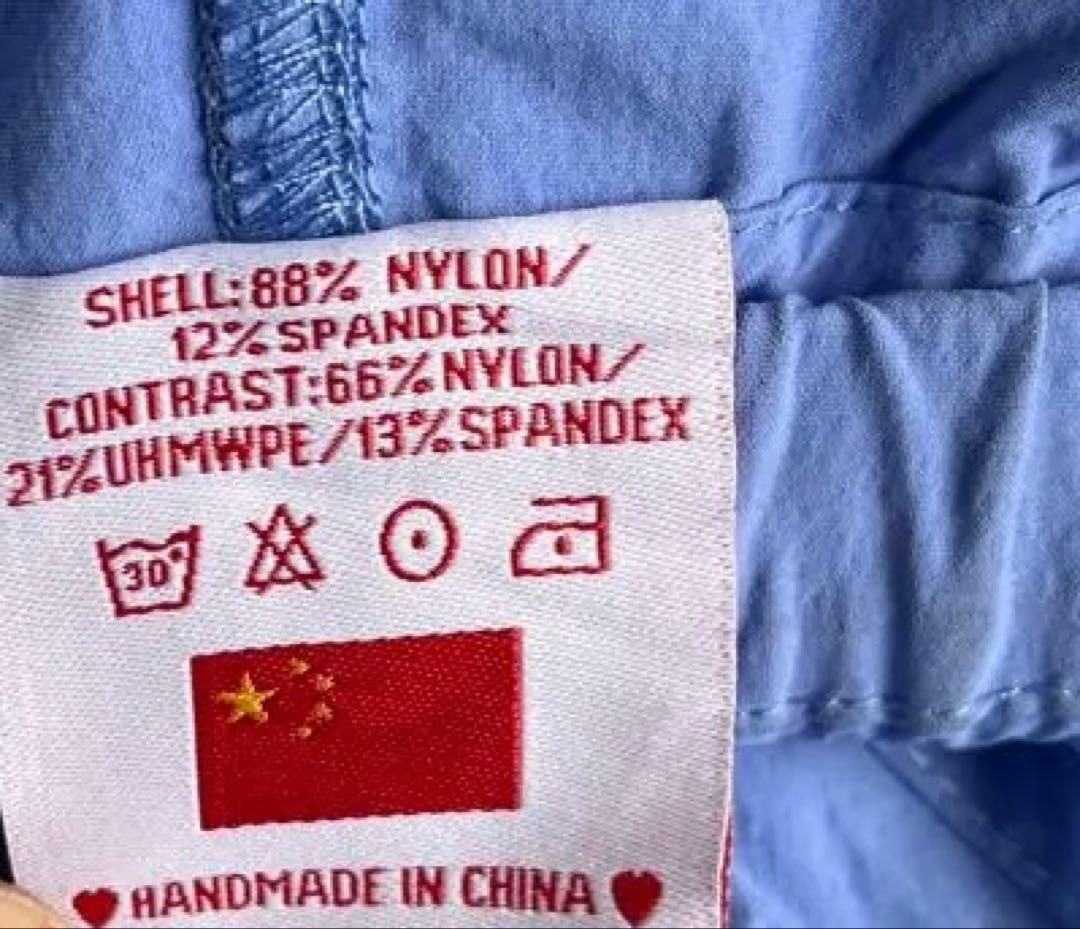 SHELL:88% NYLON/
12%SPANDEX
CONTRAST:66%NYLON/
21%UHMWPE/13%SPANDEX
30°
HANDMADE IN CHINA